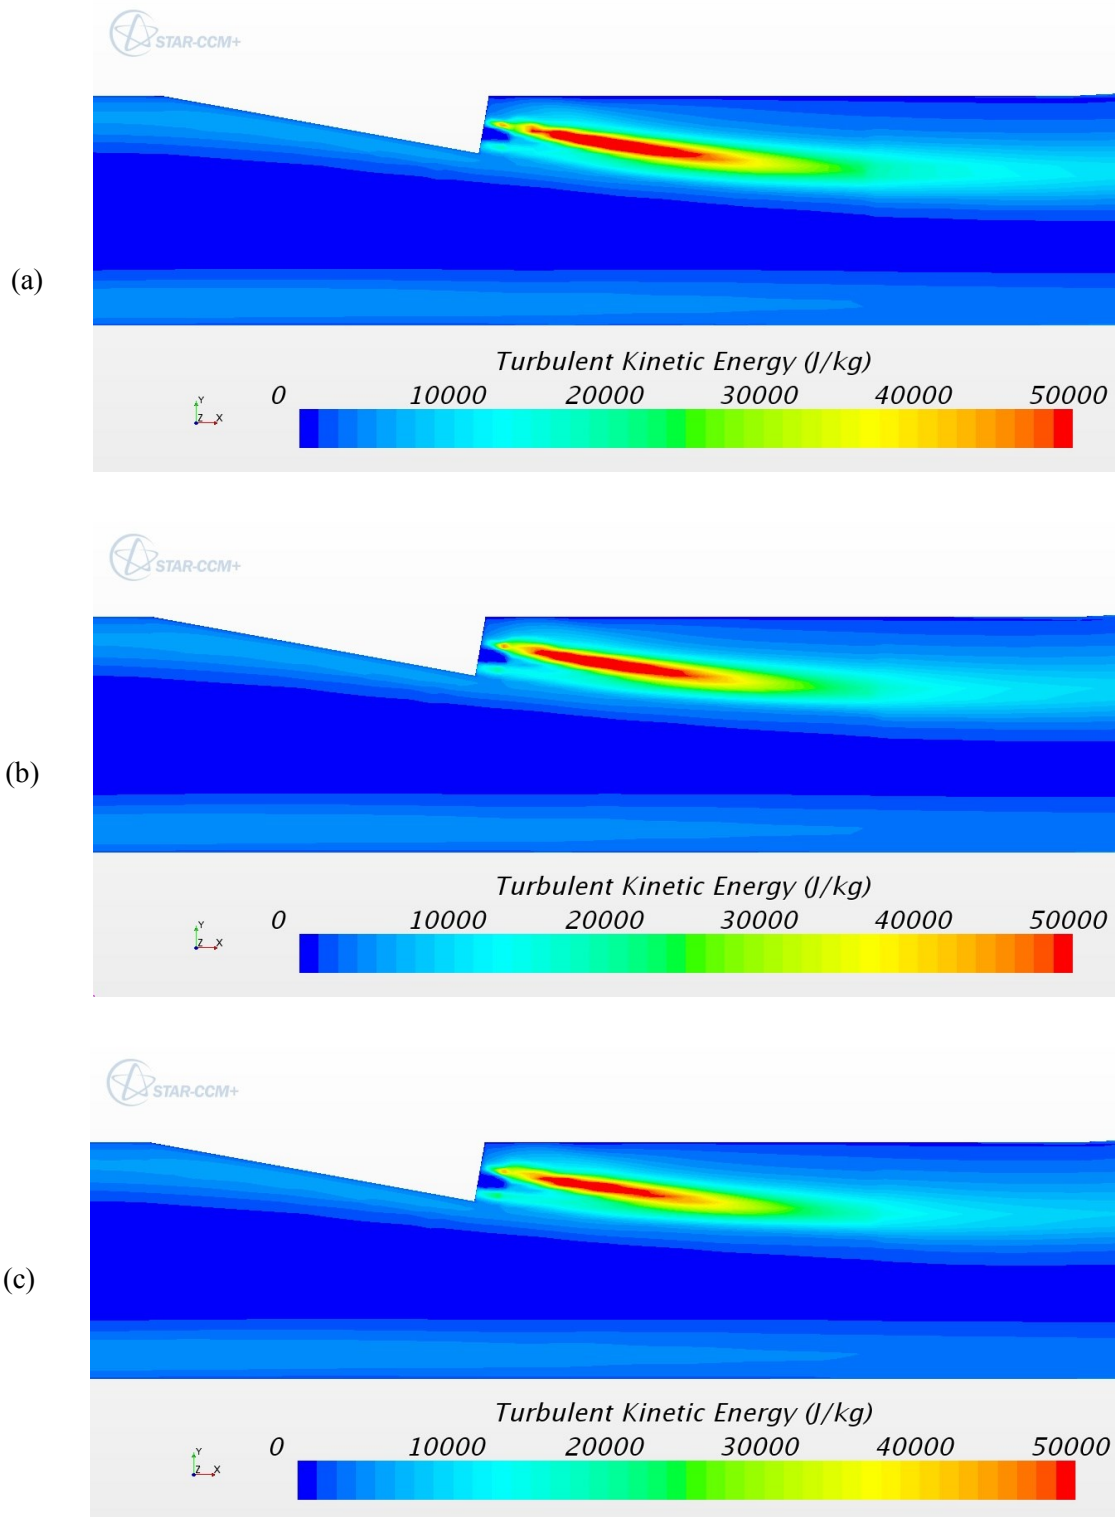 STAR-CCM+
(a)
Turbulent Kinetic Energy (J/kg)
0 10000 20000 30000 40000 50000
Y
Z X
STAR-CCM+
(b)
Turbulent Kinetic Energy (J/kg)
0 10000 20000 30000 40000 50000
Y
Z X
STAR-CCM+
(c)
Turbulent Kinetic Energy (J/kg)
0 10000 20000 30000 40000 50000
Y
Z X